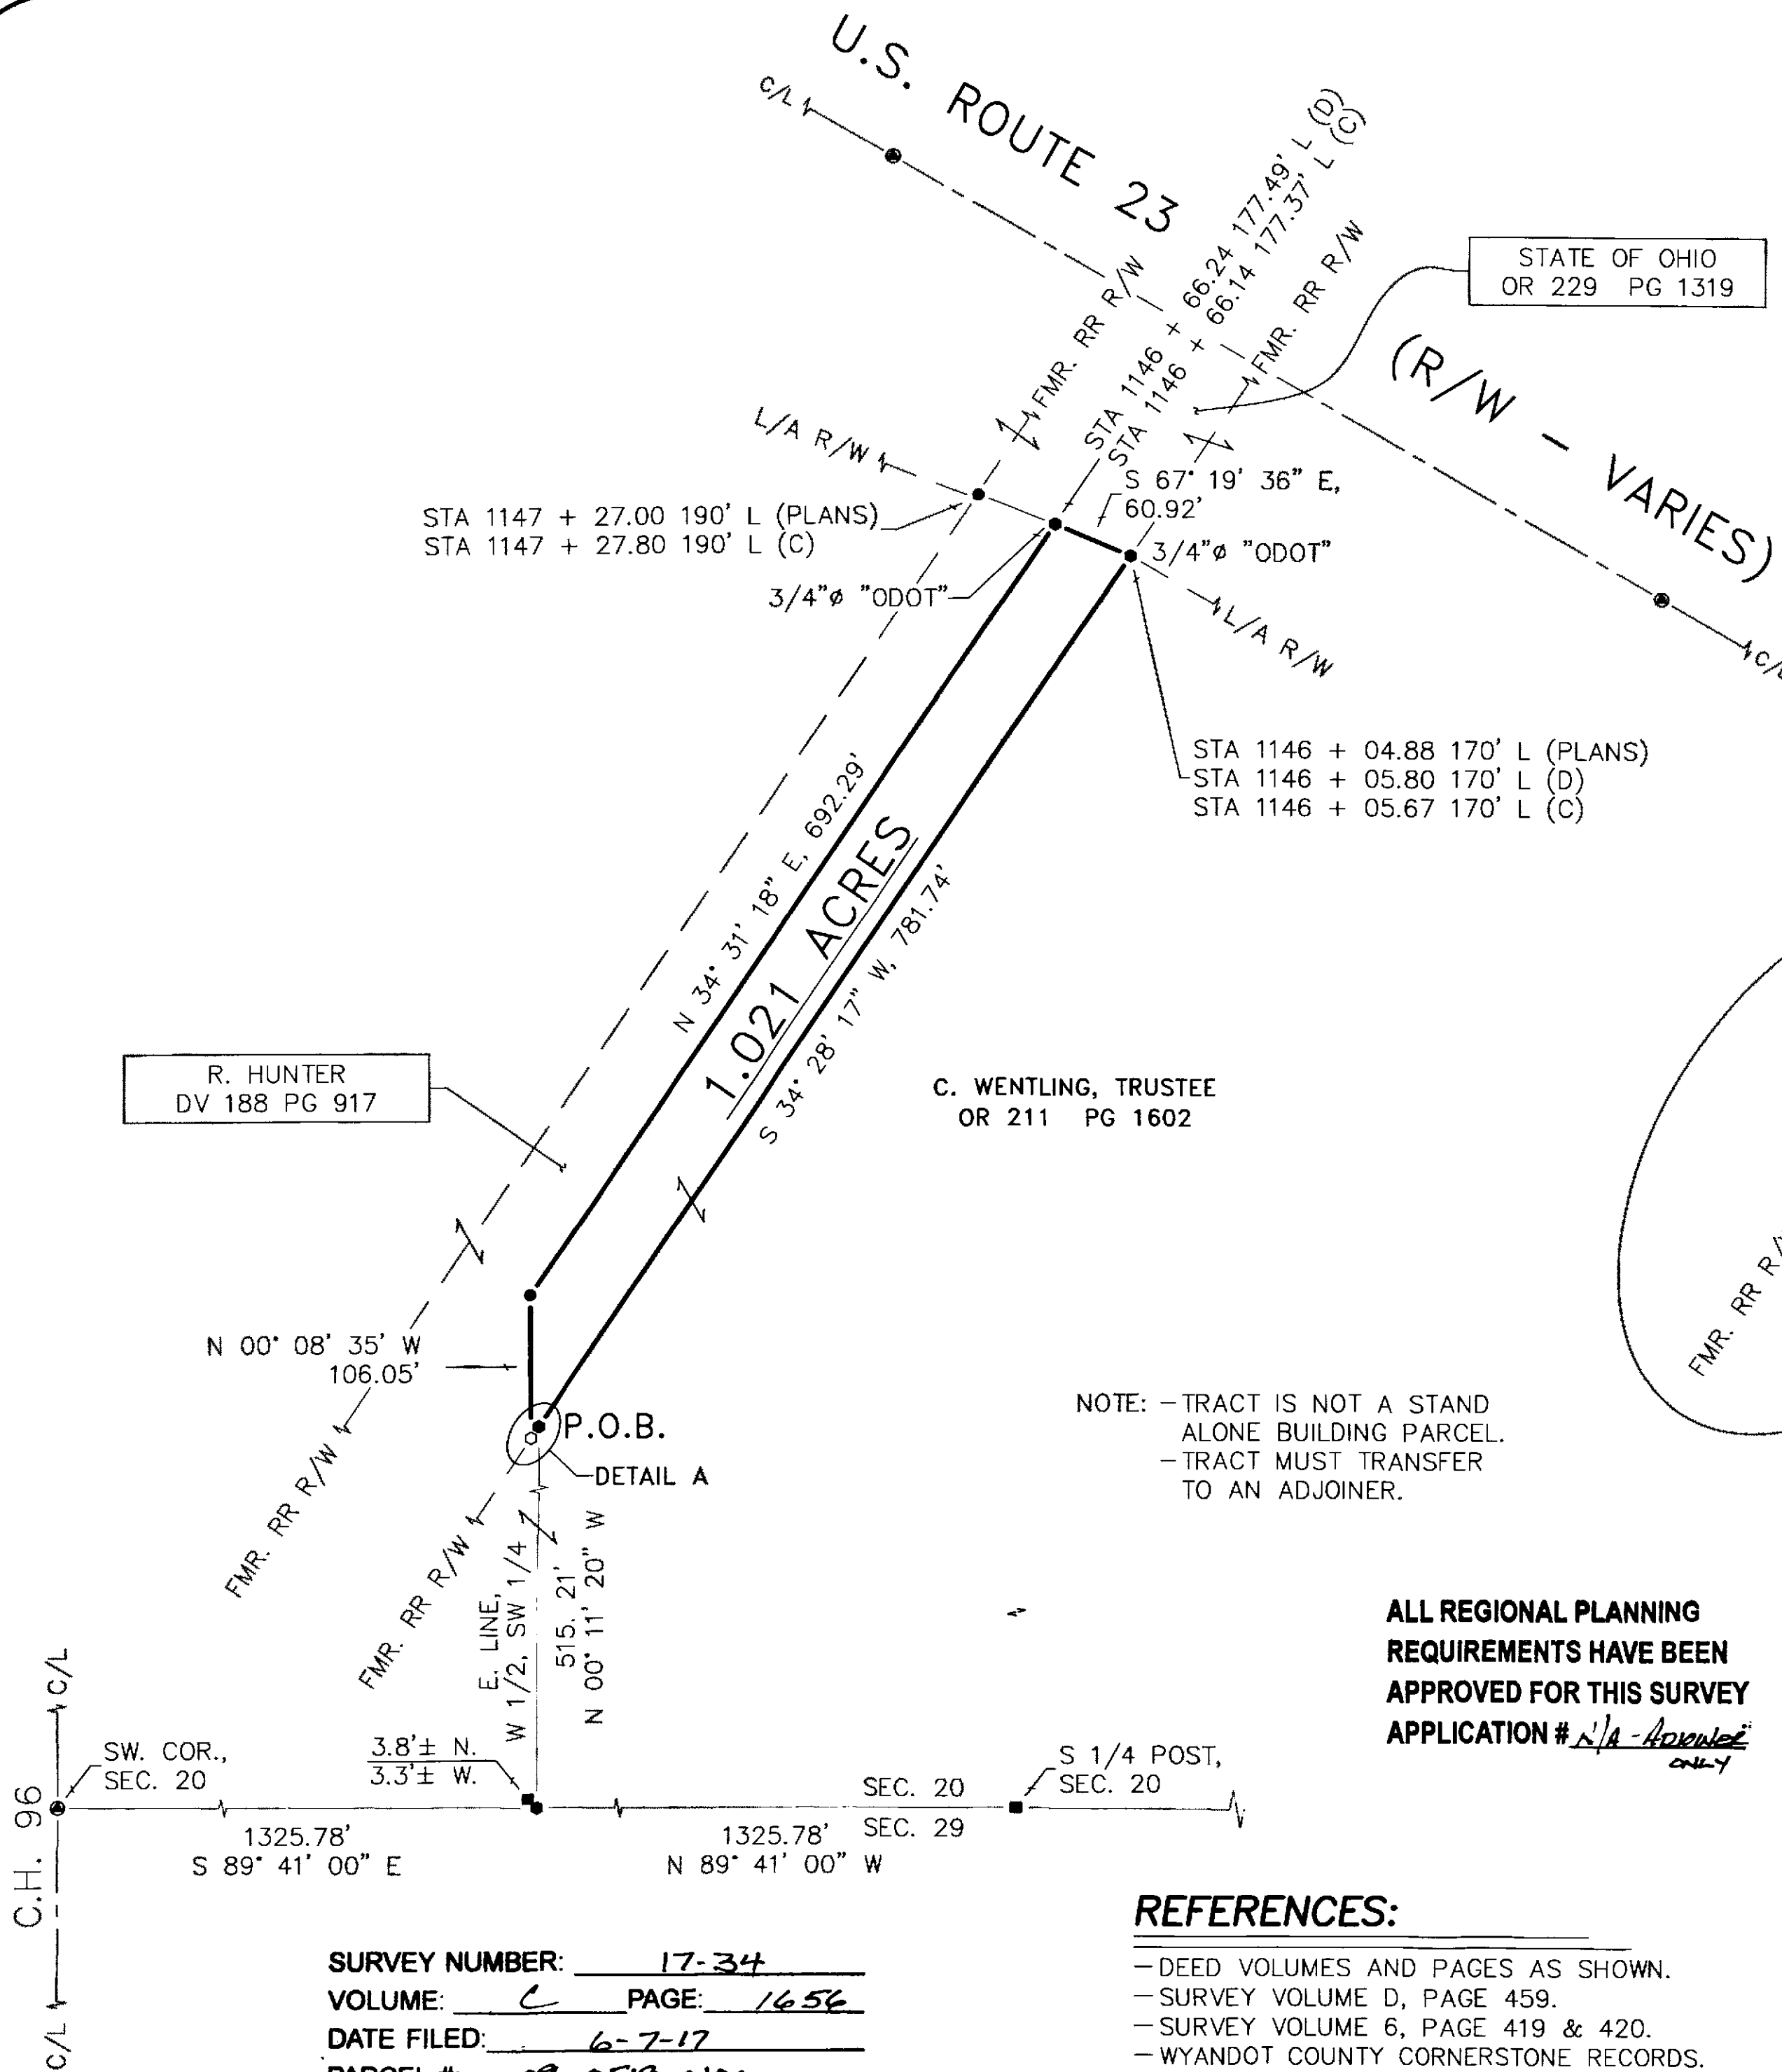 U.S. ROUTE 23
C/L
STA 1146 + 66.24 177.49' L (D)
STA 1146 + 66.14 177.37' L (C)
FMR. RR R/W
FMR. RR R/W
STATE OF OHIO
OR 229 PG 1319
(R/W - VARIES)
L/A R/W
S 67° 19' 36" E,
60.92'
STA 1147 + 27.00 190' L (PLANS)
STA 1147 + 27.80 190' L (C)
3/4"ø "ODOT"
3/4"ø "ODOT"
L/A R/W
STA 1146 + 04.88 170' L (PLANS)
STA 1146 + 05.80 170' L (D)
STA 1146 + 05.67 170' L (C)
N 34° 31' 18" E, 692.29'
1.021 ACRES
S 34° 28' 17" W, 781.74'
R. HUNTER
DV 188 PG 917
C. WENTLING, TRUSTEE
OR 211 PG 1602
N 00° 08' 35' W
106.05'
P.O.B.
DETAIL A
NOTE: - TRACT IS NOT A STAND
ALONE BUILDING PARCEL.
- TRACT MUST TRANSFER
TO AN ADJOINER.
FMR. RR R/W
FMR. RR R/W
E. LINE,
W 1/2, SW 1/4
515. 21'
N 00° 11' 20" W
ALL REGIONAL PLANNING
REQUIREMENTS HAVE BEEN
APPROVED FOR THIS SURVEY
APPLICATION # N/A - ADJOINER
ONLY
C/L
SW. COR.,
SEC. 20
3.8'± N.
3.3'± W.
S 1/4 POST,
SEC. 20
SEC. 20
SEC. 29
C.H. 96
1325.78'
S 89° 41' 00" E
1325.78'
N 89° 41' 00" W
C/L
REFERENCES:
- DEED VOLUMES AND PAGES AS SHOWN.
- SURVEY VOLUME D, PAGE 459.
- SURVEY VOLUME 6, PAGE 419 & 420.
- WYANDOT COUNTY CORNERSTONE RECORDS.
SURVEY NUMBER: 17-34
VOLUME: C PAGE: 1656
DATE FILED: 6-7-17
PARCEL #:
FMR. RR